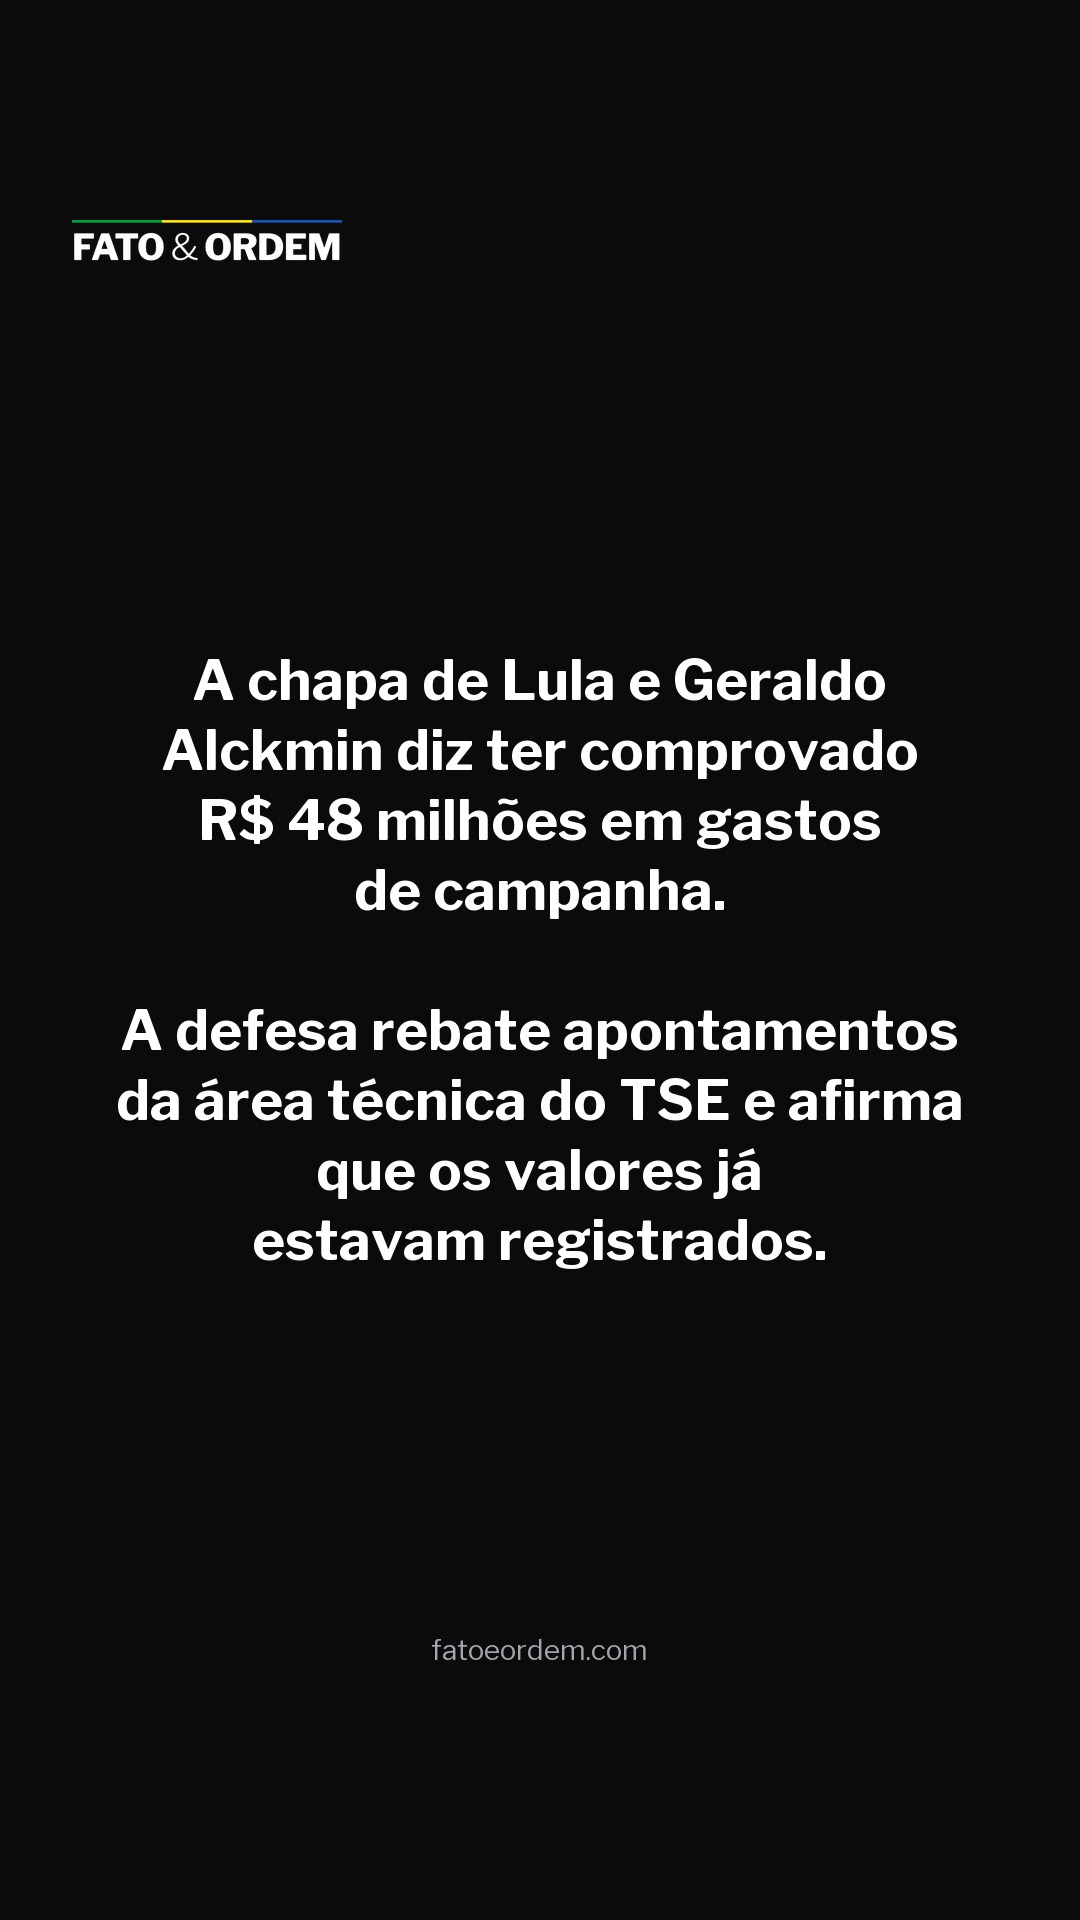 FATO & ORDEM
A chapa de Lula e Geraldo
Alckmin diz ter comprovado
R$ 48 milhões em gastos
de campanha.
A defesa rebate apontamentos
da área técnica do TSE e afirma
que os valores já
estavam registrados.
fatoeordem.com